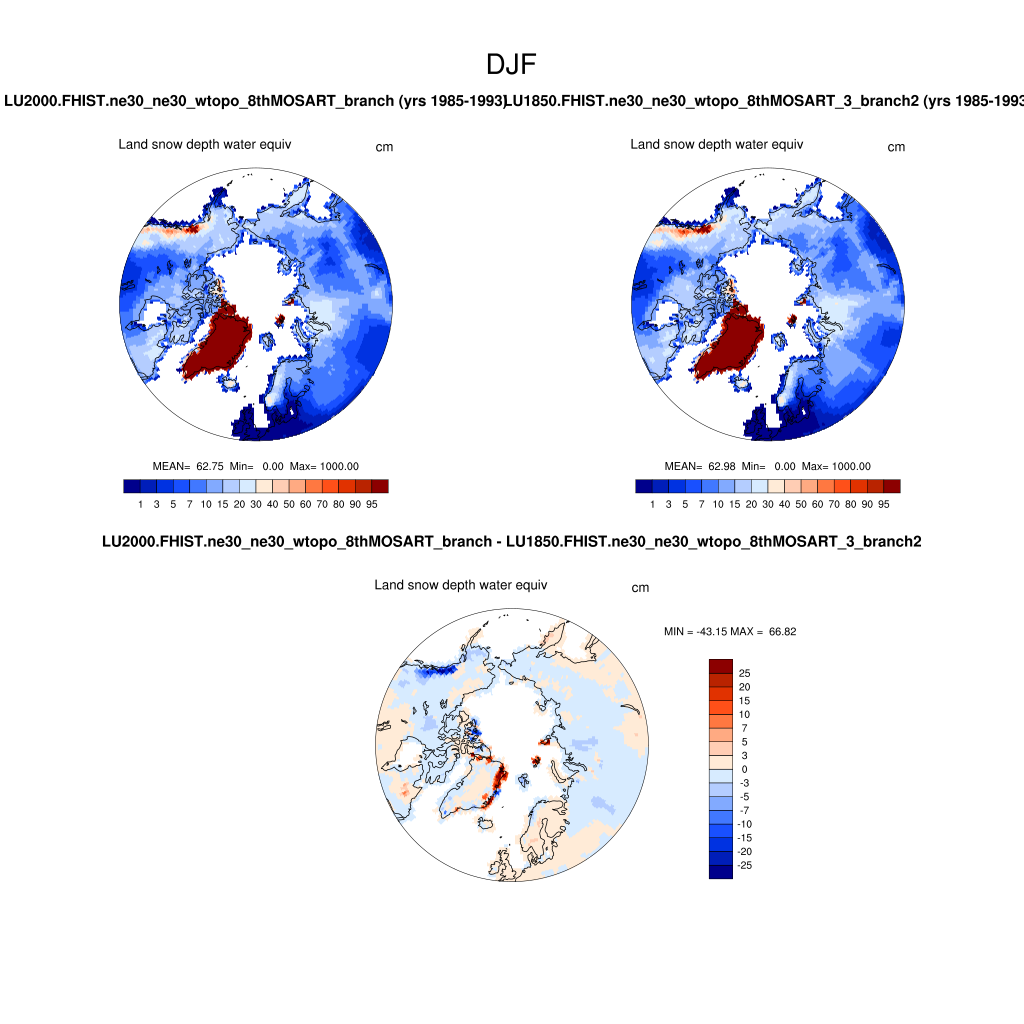 DJF
LU2000.FHIST.ne30_ne30_wtopo_8thMOSART_branch (yrs 1985-1993)
LU1850.FHIST.ne30_ne30_wtopo_8thMOSART_3_branch2 (yrs 1985-1993
Land snow depth water equiv cm
Land snow depth water equiv cm
MEAN= 62.75 Min= 0.00 Max= 1000.00
MEAN= 62.98 Min= 0.00 Max= 1000.00
1 3 5 7 10 15 20 30 40 50 60 70 80 90 95
1 3 5 7 10 15 20 30 40 50 60 70 80 90 95
LU2000.FHIST.ne30_ne30_wtopo_8thMOSART_branch - LU1850.FHIST.ne30_ne30_wtopo_8thMOSART_3_branch2
Land snow depth water equiv cm
MIN = -43.15 MAX = 66.82
25
20
15
10
7
5
3
0
-3
-5
-7
-10
-15
-20
-25